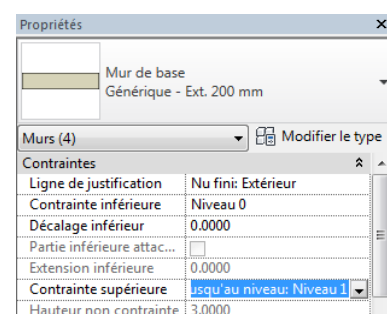 Propriétés
Mur de base
Générique - Ext. 200 mm
Murs (4)
Modifier le type
Contraintes
Ligne de justification Nu fini: Extérieur
Contrainte inférieure Niveau 0
Décalage inférieur 0.0000
Partie inférieure attac...
Extension inférieure 0.0000
Contrainte supérieure usqu'au niveau: Niveau 1
Hauteur non contrainte 3.0000